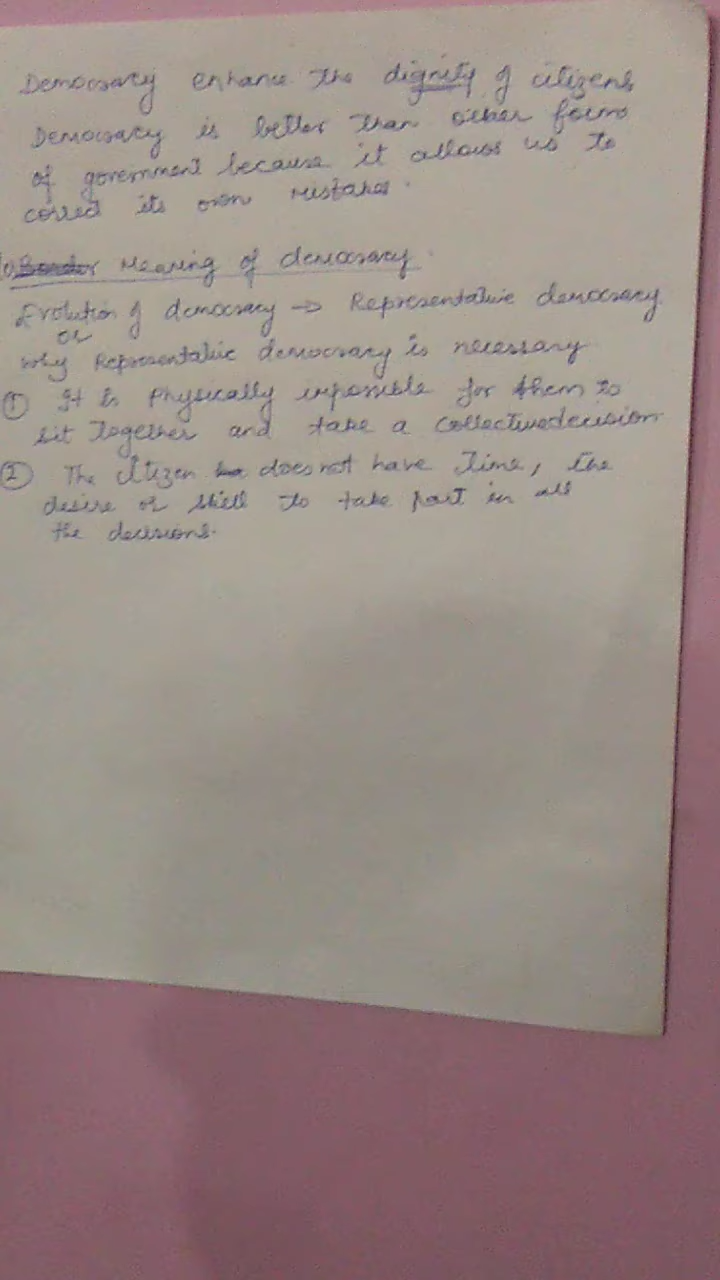 Democracy enhance the dignity of citizens
Democracy is better than other forms
of government because it allows us to
correct its own mistakes.
Meaning of democracy.
Evolution of democracy → Representative democracy
or
why Representative democracy is necessary
① It is Physically impossible for them to
sit Together and take a collectivedecision
② The citizen does not have Time, the
desire or skill to take part in all
the decisions.